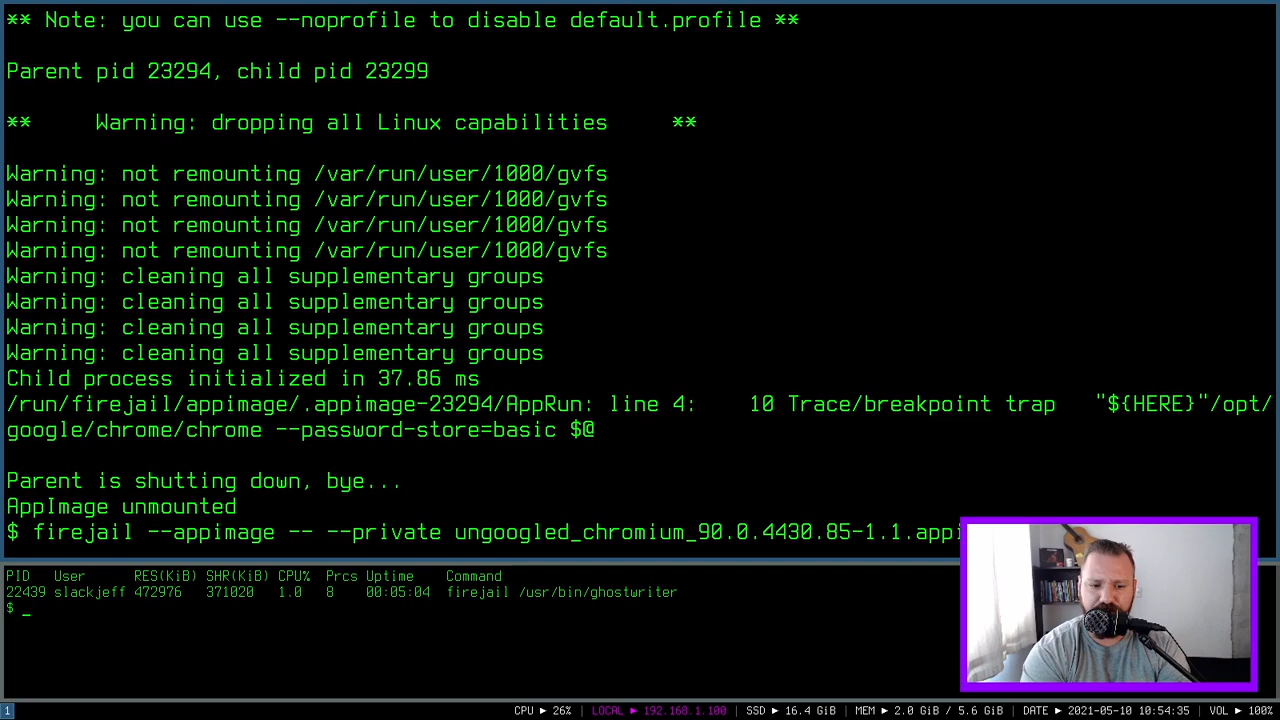 ** Note: you can use --noprofile to disable default.profile **
Parent pid 23294, child pid 23299
** Warning: dropping all Linux capabilities **
Warning: not remounting /var/run/user/1000/gvfs
Warning: not remounting /var/run/user/1000/gvfs
Warning: not remounting /var/run/user/1000/gvfs
Warning: not remounting /var/run/user/1000/gvfs
Warning: cleaning all supplementary groups
Warning: cleaning all supplementary groups
Warning: cleaning all supplementary groups
Warning: cleaning all supplementary groups
Child process initialized in 37.86 ms
/run/firejail/appimage/.appimage-23294/AppRun: line 4: 10 Trace/breakpoint trap "${HERE}"/opt/
google/chrome/chrome --password-store=basic $@
Parent is shutting down, bye...
AppImage unmounted
$ firejail --appimage -- --private ungoogled_chromium_90.0.4430.85-1.1.appi
PID User RES(KiB) SHR(KiB) CPU% Prcs Uptime Command
22439 slackjeff 472976 371020 1.0 8 00:05:04 firejail /usr/bin/ghostwriter
$ _
1 CPU ► 26% | LOCAL ► 192.168.1.100 | SSD ► 16.4 GiB | MEM ► 2.0 GiB / 5.6 GiB | DATE ► 2021-05-10 10:54:35 | VOL ► 100%